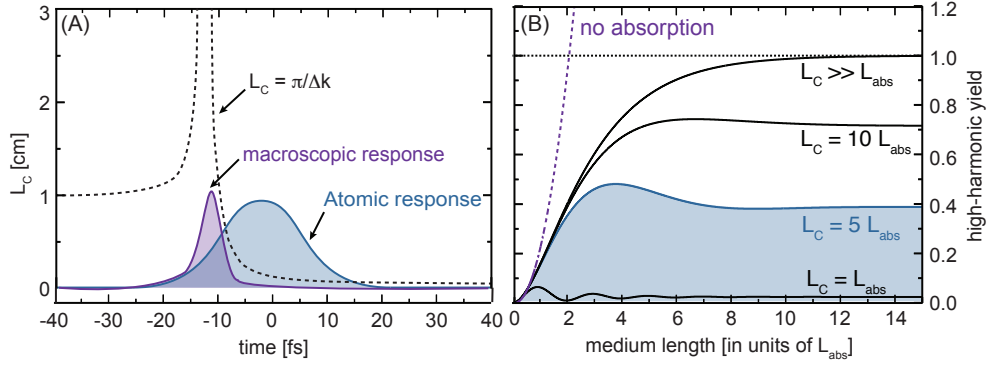 (A)
L_C [cm]
3
2
1
0
L_C = π/Δk
macroscopic response
Atomic response
-40 -30 -20 -10 0 10 20 30 40
time [fs]
(B)
no absorption
L_C >> L_abs
L_C = 10 L_abs
L_C = 5 L_abs
L_C = L_abs
1.2
1.0
0.8
0.6
0.4
0.2
0.0
high-harmonic yield
0 2 4 6 8 10 12 14
medium length [in units of L_abs]